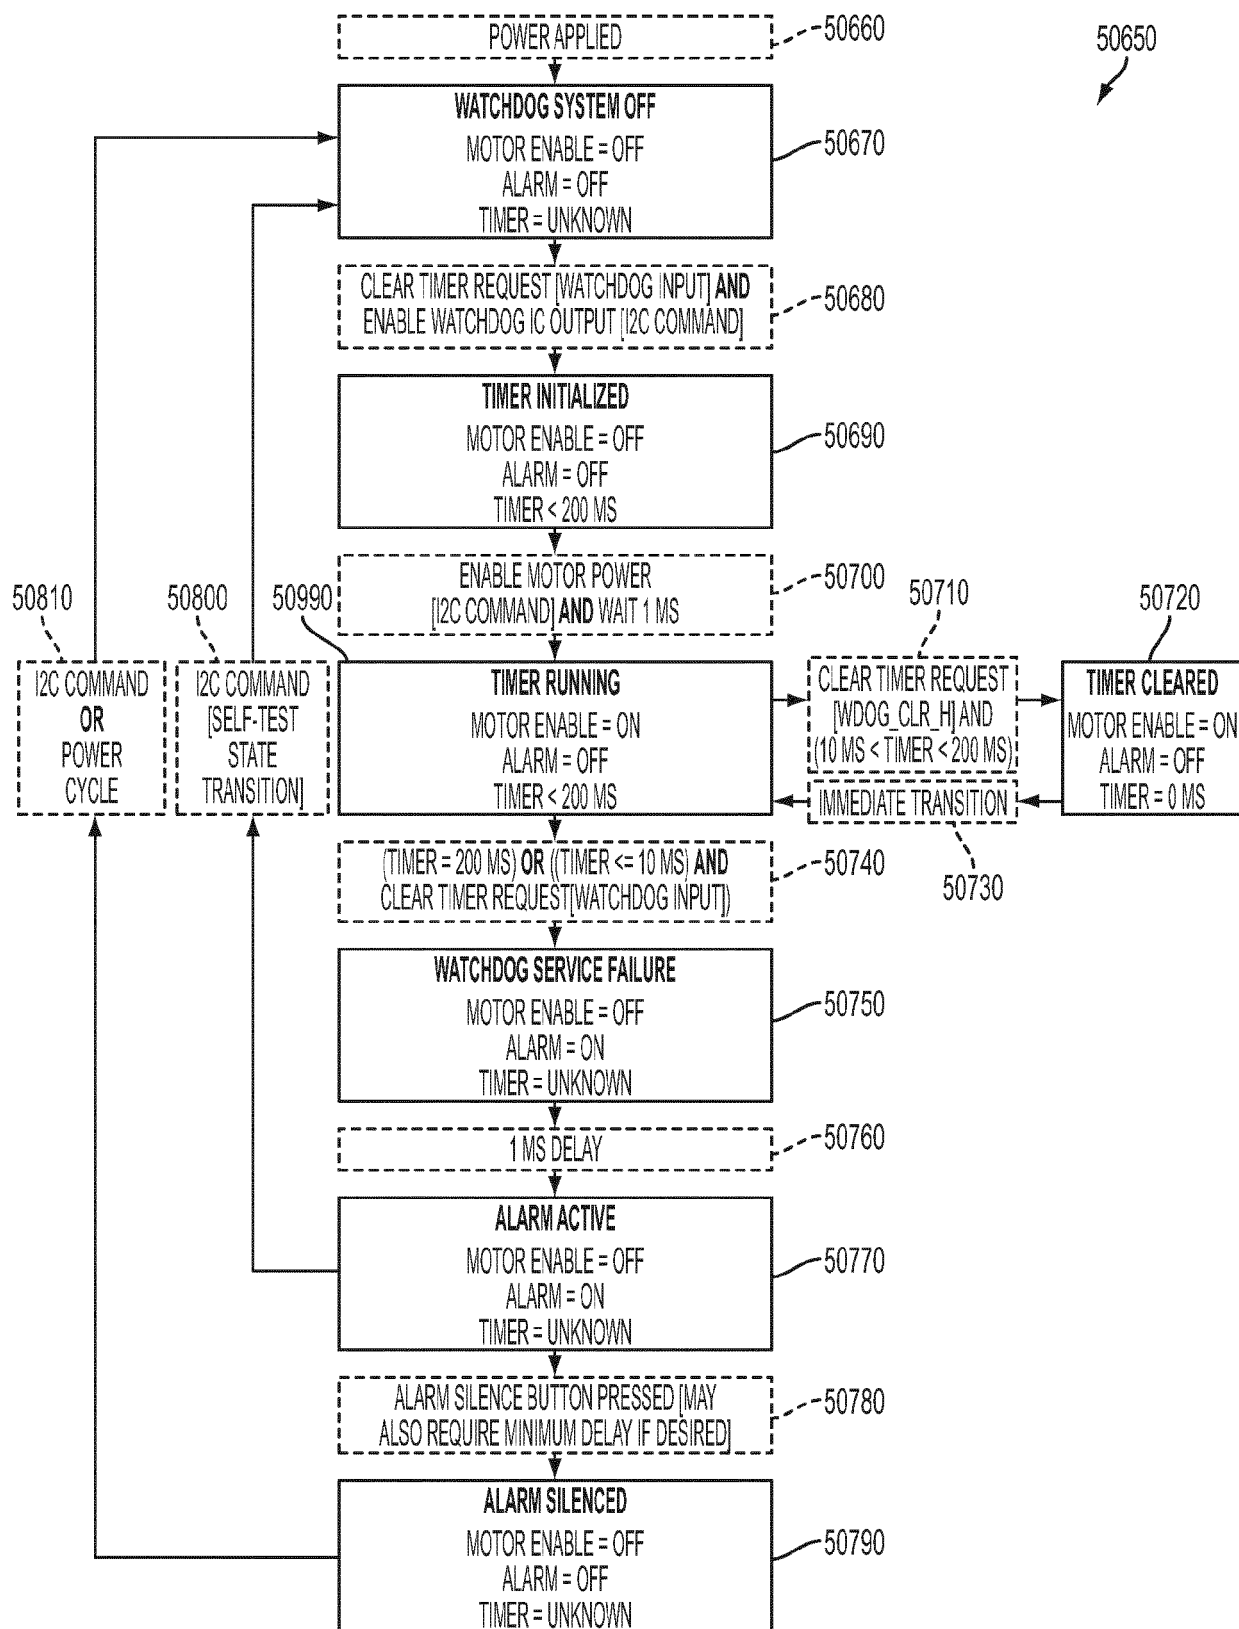 POWER APPLIED
50660
50650
WATCHDOG SYSTEM OFF
MOTOR ENABLE = OFF
ALARM = OFF
TIMER = UNKNOWN
50670
CLEAR TIMER REQUEST [WATCHDOG INPUT] AND
ENABLE WATCHDOG IC OUTPUT [I2C COMMAND]
50680
TIMER INITIALIZED
MOTOR ENABLE = OFF
ALARM = OFF
TIMER < 200 MS
50690
ENABLE MOTOR POWER
[I2C COMMAND] AND WAIT 1 MS
50700
50810
I2C COMMAND
OR
POWER
CYCLE
50800
I2C COMMAND
[SELF-TEST
STATE
TRANSITION]
50990
TIMER RUNNING
MOTOR ENABLE = ON
ALARM = OFF
TIMER < 200 MS
50710
CLEAR TIMER REQUEST
[WDOG_CLR_H] AND
(10 MS < TIMER < 200 MS)
50720
TIMER CLEARED
MOTOR ENABLE = ON
ALARM = OFF
TIMER = 0 MS
IMMEDIATE TRANSITION
50730
(TIMER = 200 MS) OR ((TIMER <= 10 MS) AND
CLEAR TIMER REQUEST[WATCHDOG INPUT])
50740
WATCHDOG SERVICE FAILURE
MOTOR ENABLE = OFF
ALARM = ON
TIMER = UNKNOWN
50750
1 MS DELAY
50760
ALARM ACTIVE
MOTOR ENABLE = OFF
ALARM = ON
TIMER = UNKNOWN
50770
ALARM SILENCE BUTTON PRESSED [MAY
ALSO REQUIRE MINIMUM DELAY IF DESIRED]
50780
ALARM SILENCED
MOTOR ENABLE = OFF
ALARM = OFF
TIMER = UNKNOWN
50790